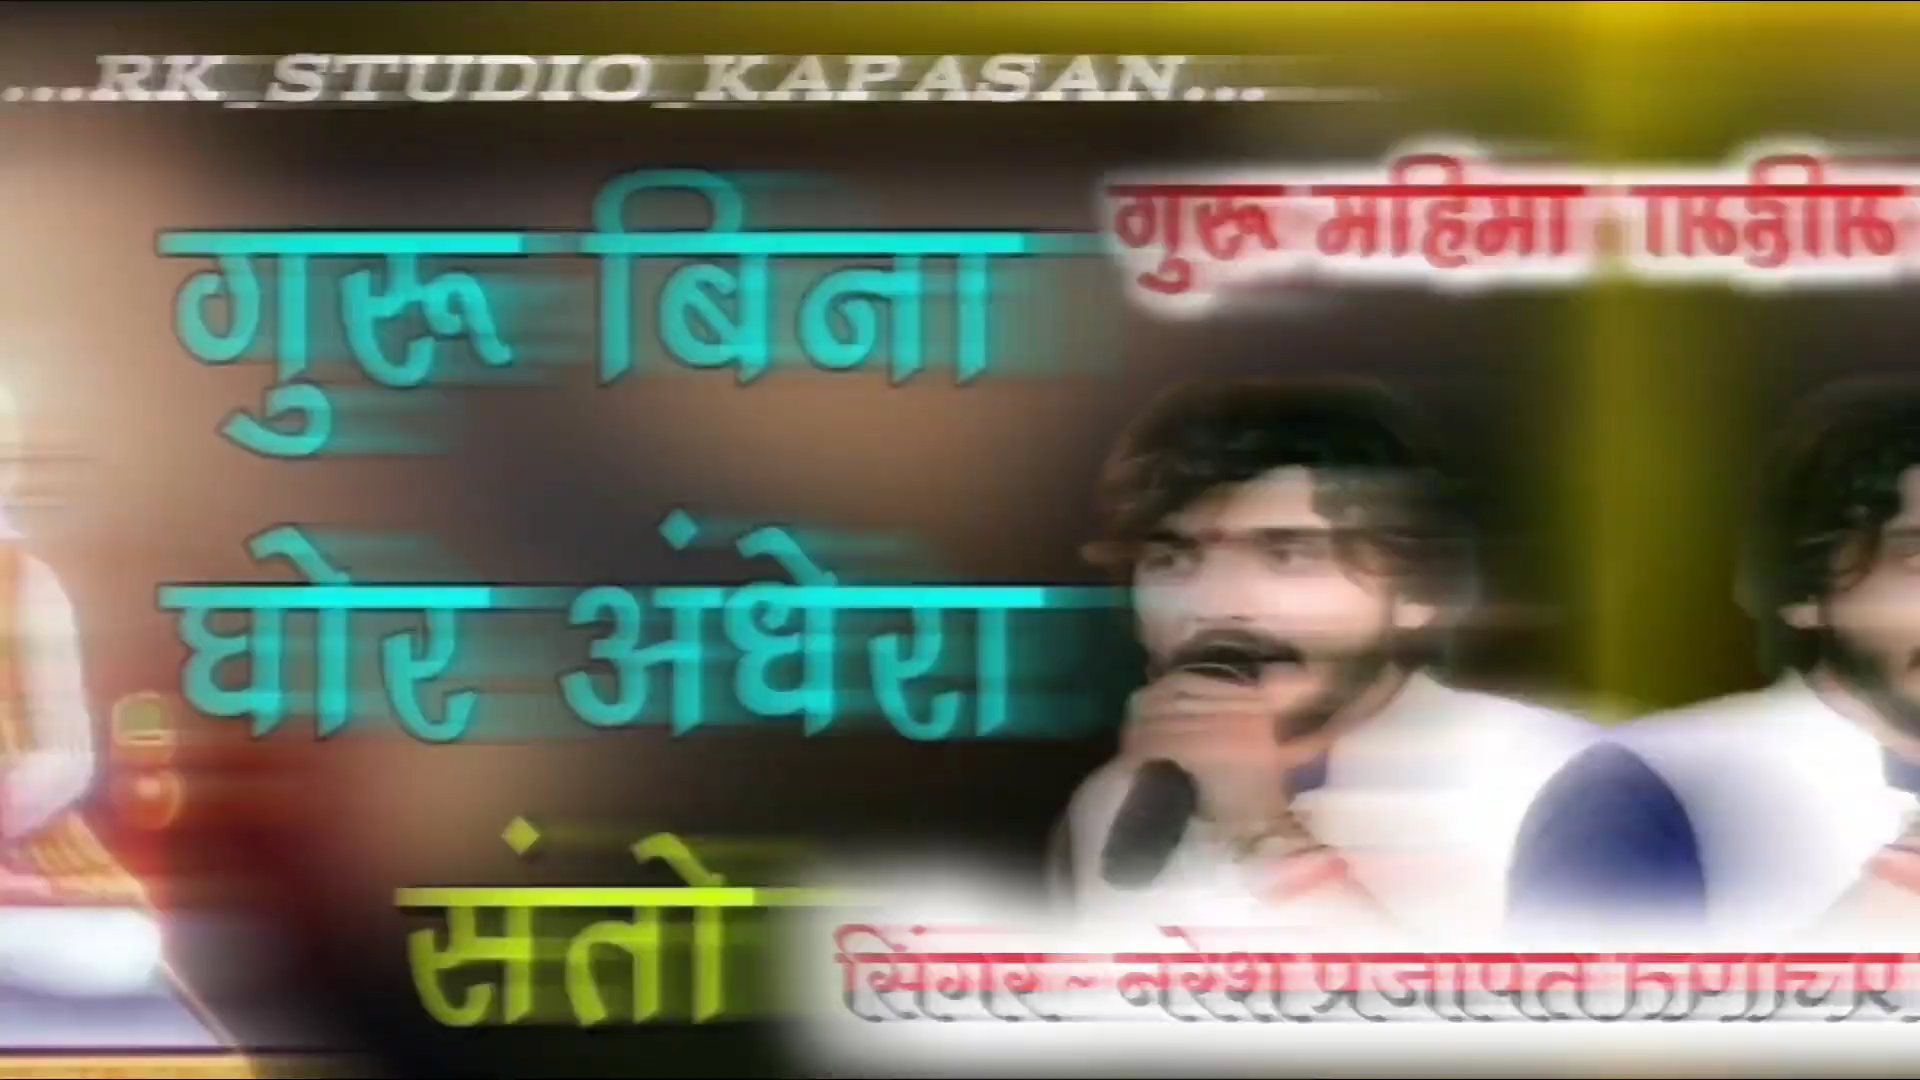 ...RK_STUDIO_KAPASAN...
गुरू महिमा
गुरू बिना
घोर अंधेरा
संतो
सिंगर ~ नरेश प्रजापत